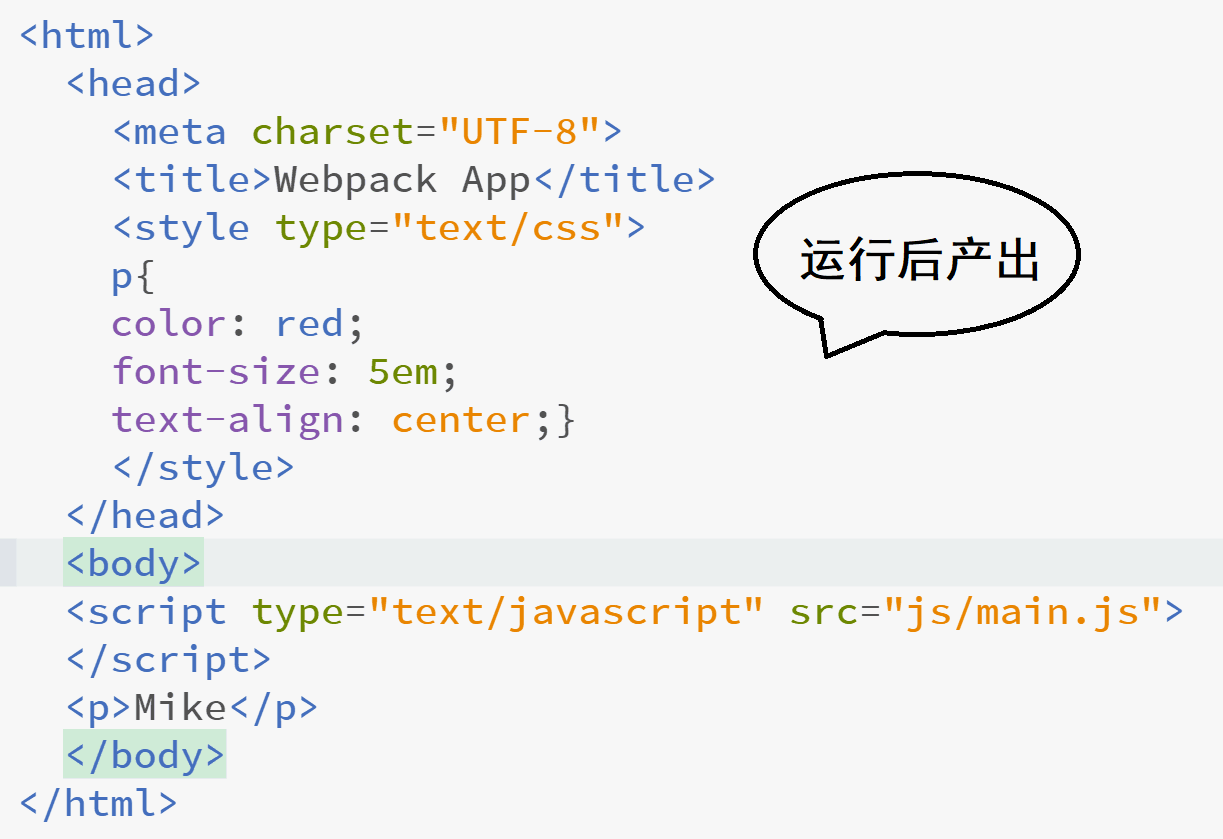 <html>
<head>
<meta charset="UTF-8">
<title>Webpack App</title>
<style type="text/css">
p{
color: red;
font-size: 5em;
text-align: center;}
</style>
</head>
<body>
<script type="text/javascript" src="js/main.js">
</script>
<p>Mike</p>
</body>
</html>
运行后产出